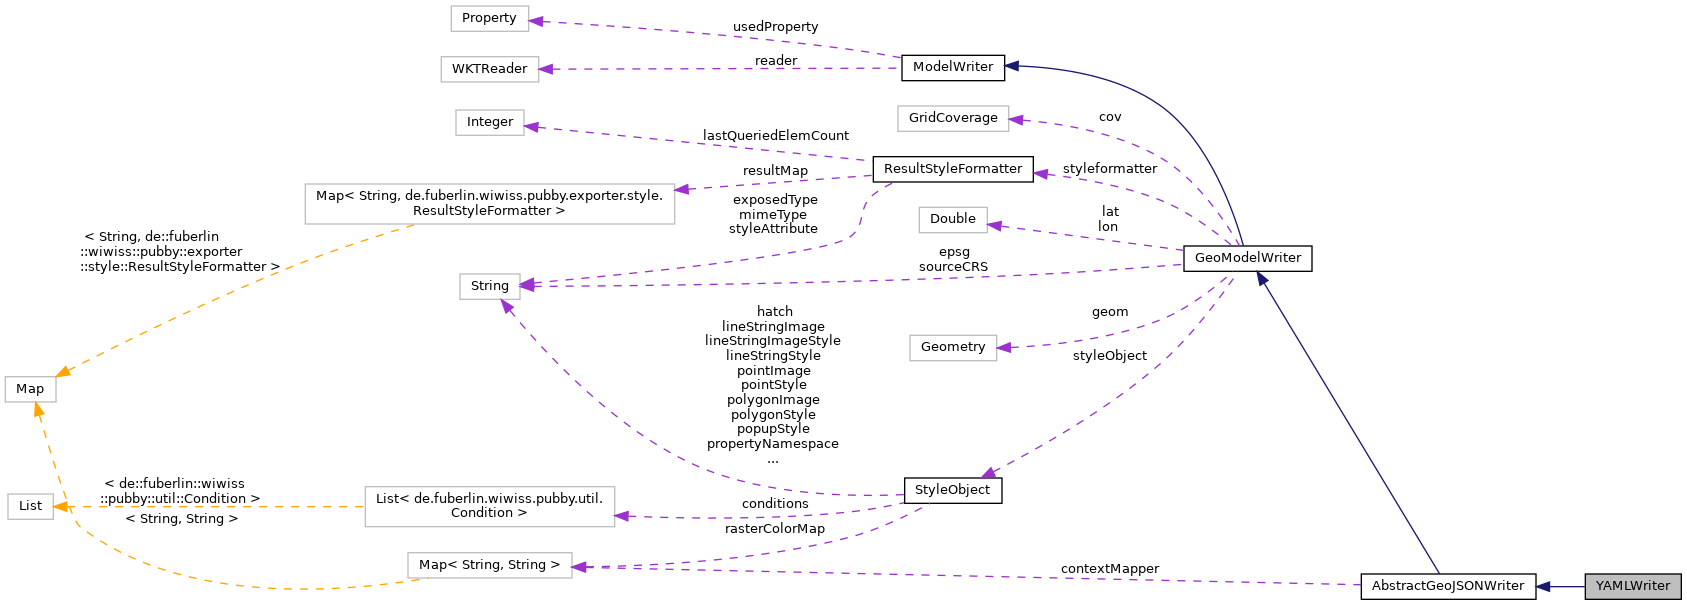 Property
usedProperty
ModelWriter
WKTReader
reader
GridCoverage
cov
Integer
lastQueriedElemCount
ResultStyleFormatter
styleformatter
resultMap
Map< String, de.fuberlin.wiwiss.pubby.exporter.style.
ResultStyleFormatter >
exposedType
mimeType
styleAttribute
Double
lat
lon
< String, de::fuberlin
::wiwiss::pubby::exporter
::style::ResultStyleFormatter >
epsg
sourceCRS
GeoModelWriter
String
hatch
lineStringImage
lineStringImageStyle
lineStringStyle
pointImage
pointStyle
polygonImage
polygonStyle
popupStyle
propertyNamespace
...
geom
Geometry
styleObject
Map
< de::fuberlin::wiwiss
::pubby::util::Condition >
List
List< de.fuberlin.wiwiss.pubby.util.
Condition >
conditions
StyleObject
< String, String >
rasterColorMap
Map< String, String >
contextMapper
AbstractGeoJSONWriter
YAMLWriter